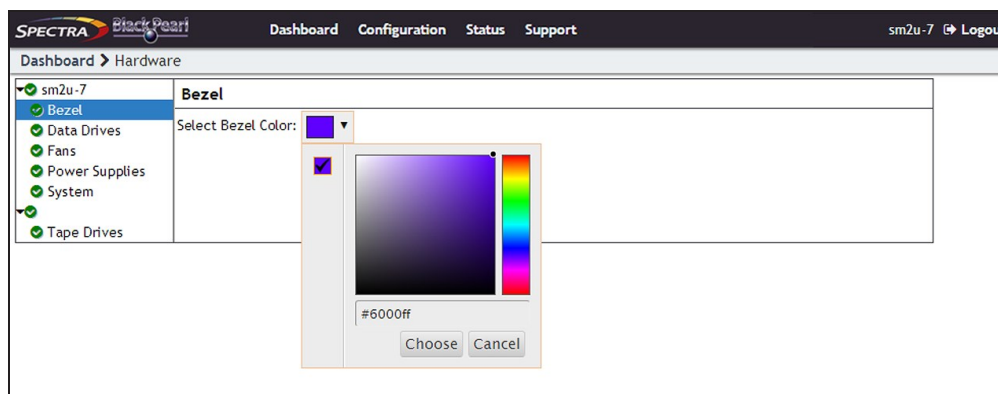 SPECTRA BlackPearl Dashboard Configuration Status Support sm2u-7 Logou
Dashboard > Hardware
sm2u-7
Bezel
Data Drives
Fans
Power Supplies
System
Tape Drives
Bezel
Select Bezel Color:
#6000ff
Choose Cancel